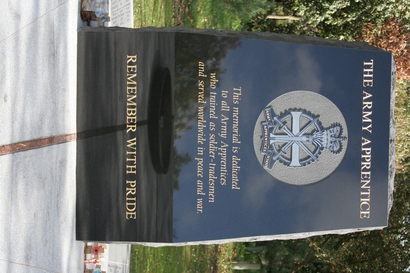 THE ARMY APPRENTICE
This memorial is dedicated
to all Army Apprentices
who trained as soldier-tradesmen
and served worldwide in peace and war.
REMEMBER WITH PRIDE